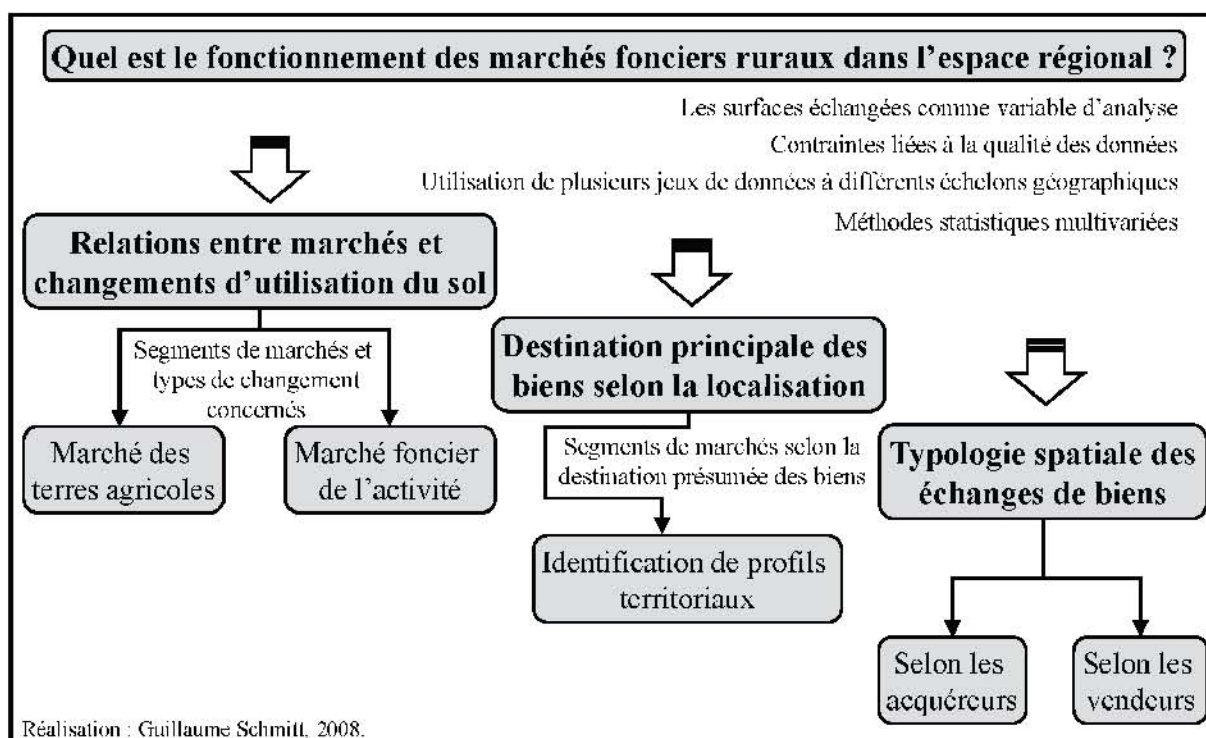 Quel est le fonctionnement des marchés fonciers ruraux dans l'espace régional ?
Les surfaces échangées comme variable d'analyse
Contraintes liées à la qualité des données
Utilisation de plusieurs jeux de données à différents échelons géographiques
Méthodes statistiques multivariées
Relations entre marchés et
changements d'utilisation du sol
Segments de marchés et
types de changement
concernés
Marché des
terres agricoles
Marché foncier
de l'activité
Destination principale des
biens selon la localisation
Segments de marchés selon la
destination présumée des biens
Identification de profils
territoriaux
Typologie spatiale des
échanges de biens
Selon les
acquéreurs
Selon les
vendeurs
Réalisation : Guillaume Schmitt, 2008.